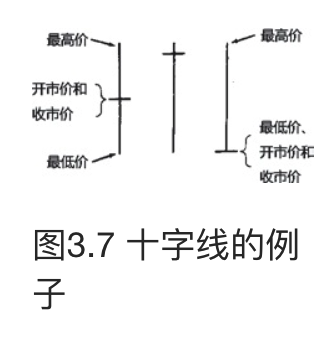 最高价
开市价和
收市价
最低价
最高价
最低价、
开市价和
收市价
图3.7 十字线的例
子